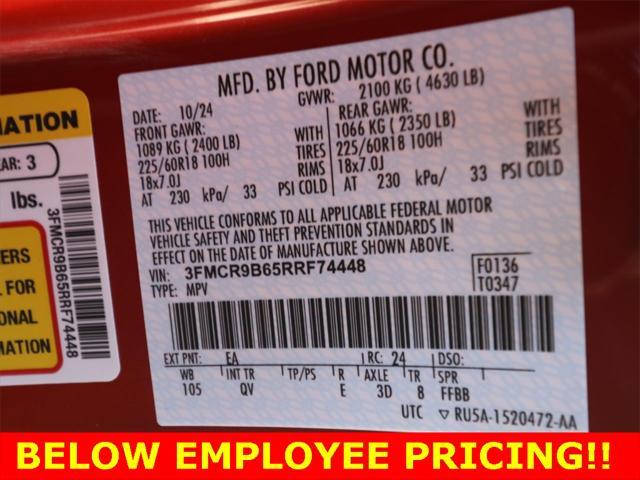 MFD. BY FORD MOTOR CO.
DATE: 10/24 GVWR: 2100 KG ( 4630 LB)
FRONT GAWR: WITH REAR GAWR: WITH
1089 KG ( 2400 LB) TIRES 1066 KG ( 2350 LB) TIRES
225/60R18 100H RIMS 225/60R18 100H RIMS
18x7.0J 18x7.0J
AT 230 kPa/ 33 PSI COLD AT 230 kPa/ 33 PSI COLD
THIS VEHICLE CONFORMS TO ALL APPLICABLE FEDERAL MOTOR
VEHICLE SAFETY AND THEFT PREVENTION STANDARDS IN
EFFECT ON THE DATE OF MANUFACTURE SHOWN ABOVE.
VIN: 3FMCR9B65RRF74448 F0136
TYPE: MPV T0347
EXT PNT: EA RC: 24 DSO:
WB INT TR TP/PS R AXLE TR SPR
105 QV E 3D 8 FFBB
UTC ▽ RU5A-1520472-AA
MATION
EAR: 3
lbs.
3FMCR9B65RRF74448
ERS
L FOR
ONAL
MATION
BELOW EMPLOYEE PRICING!!